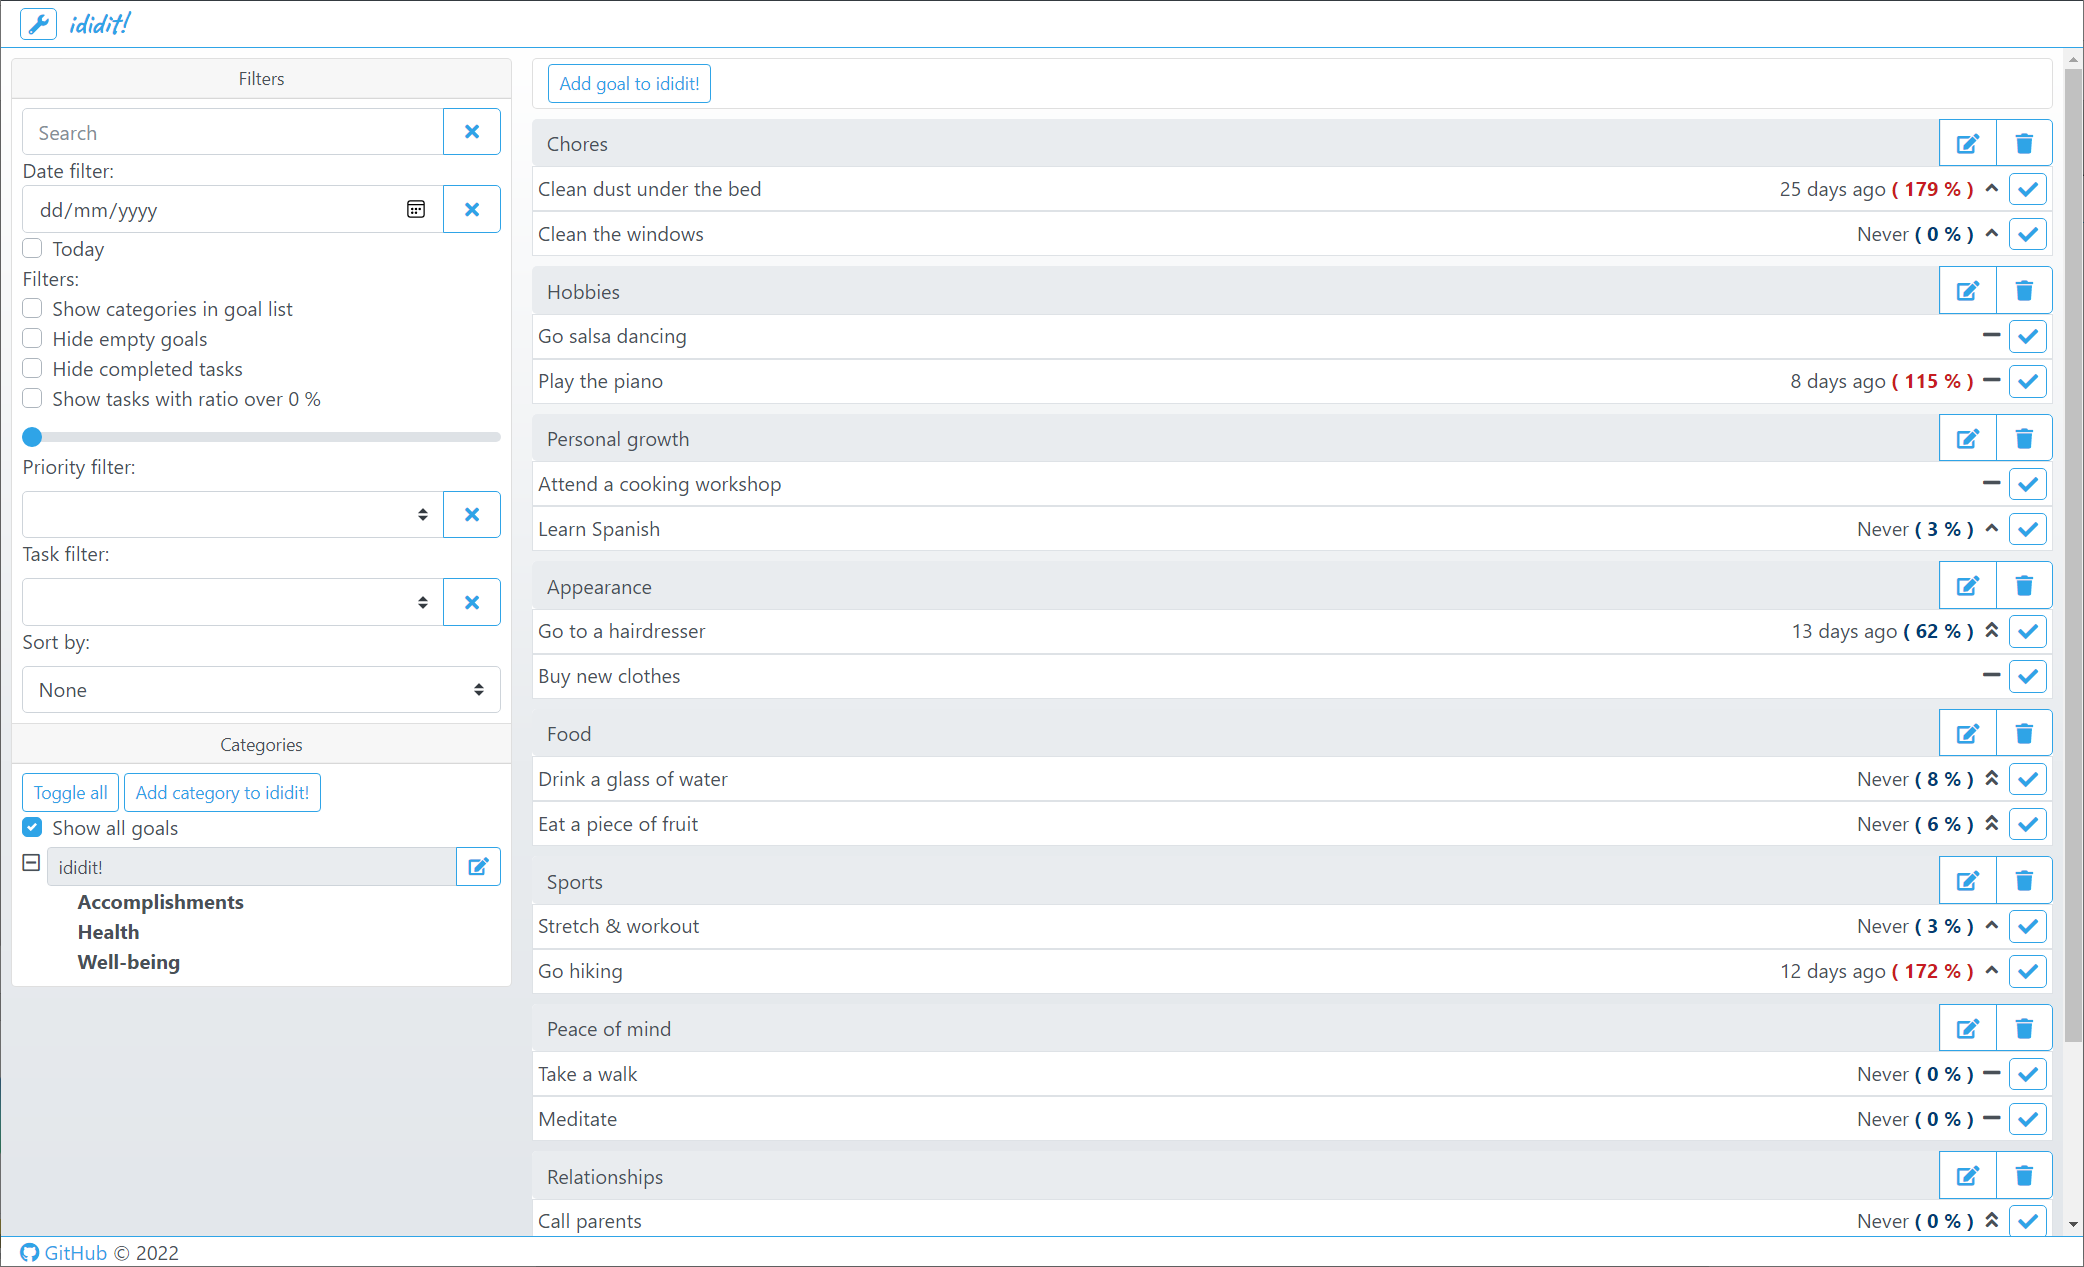 ididit!
Filters
Search
Date filter:
dd/mm/yyyy
Today
Filters:
Show categories in goal list
Hide empty goals
Hide completed tasks
Show tasks with ratio over 0 %
Priority filter:
Task filter:
Sort by:
None
Categories
Toggle all Add category to ididit!
Show all goals
ididit!
Accomplishments
Health
Well-being
Add goal to ididit!
Chores
Clean dust under the bed 25 days ago ( 179 % )
Clean the windows Never ( 0 % )
Hobbies
Go salsa dancing
Play the piano 8 days ago ( 115 % )
Personal growth
Attend a cooking workshop
Learn Spanish Never ( 3 % )
Appearance
Go to a hairdresser 13 days ago ( 62 % )
Buy new clothes
Food
Drink a glass of water Never ( 8 % )
Eat a piece of fruit Never ( 6 % )
Sports
Stretch & workout Never ( 3 % )
Go hiking 12 days ago ( 172 % )
Peace of mind
Take a walk Never ( 0 % )
Meditate Never ( 0 % )
Relationships
Call parents Never ( 0 % )
GitHub © 2022